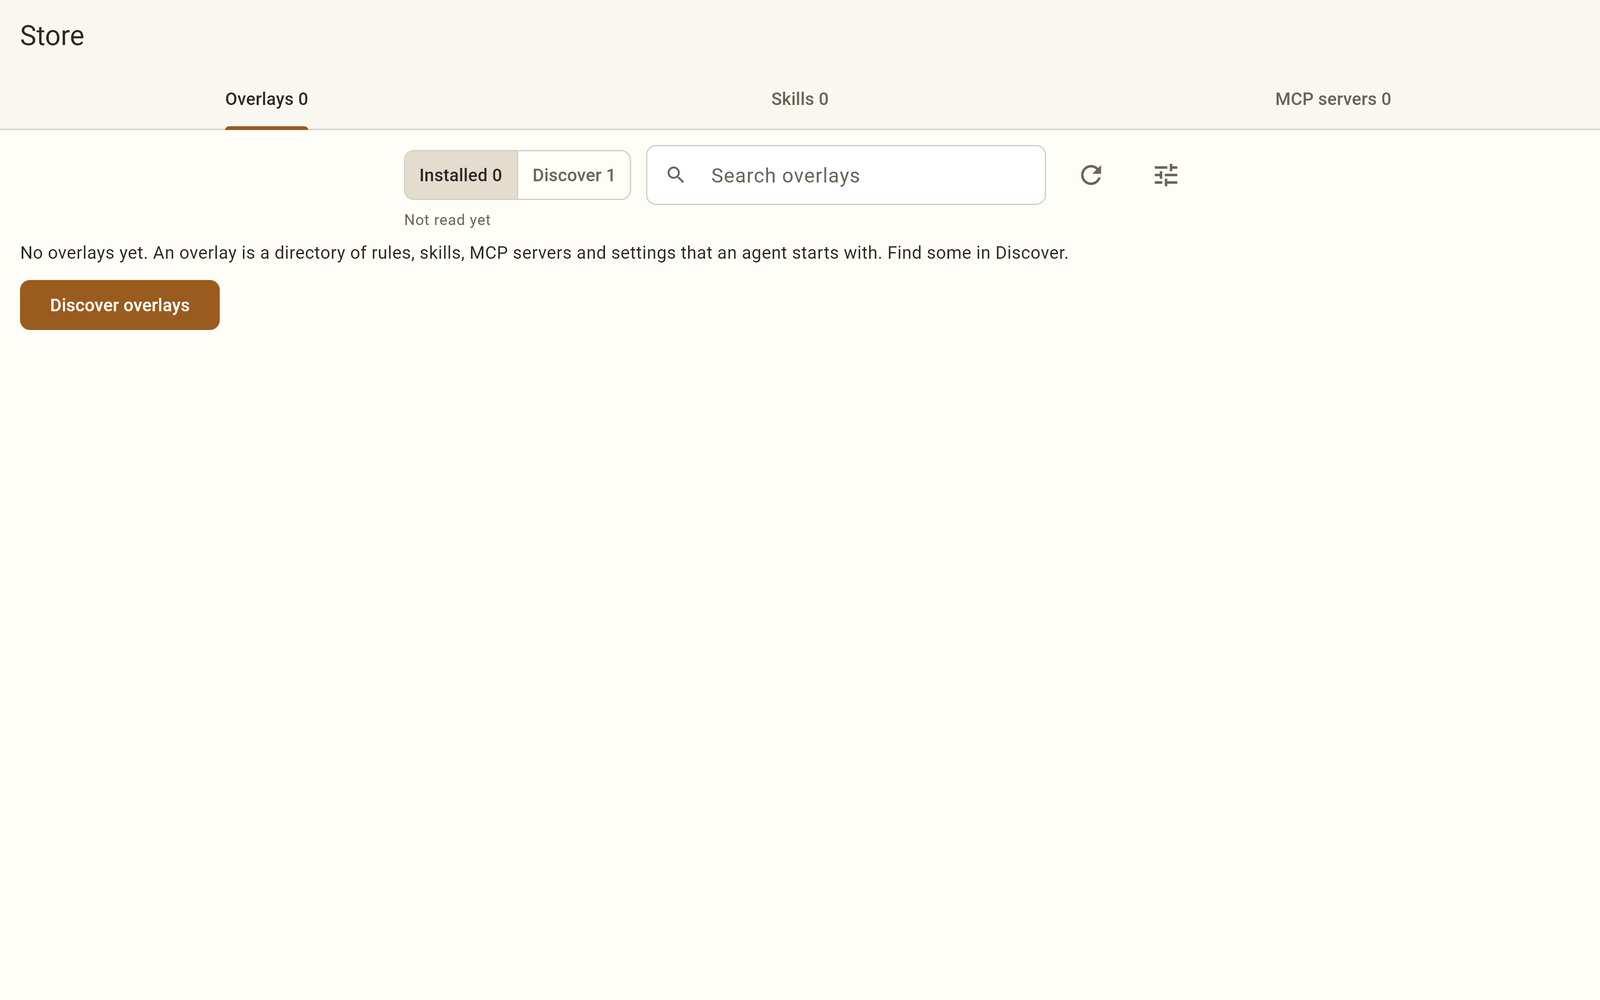 Store
Overlays 0
Skills 0
MCP servers 0
Installed 0
Discover 1
Search overlays
Not read yet
No overlays yet. An overlay is a directory of rules, skills, MCP servers and settings that an agent starts with. Find some in Discover.
Discover overlays